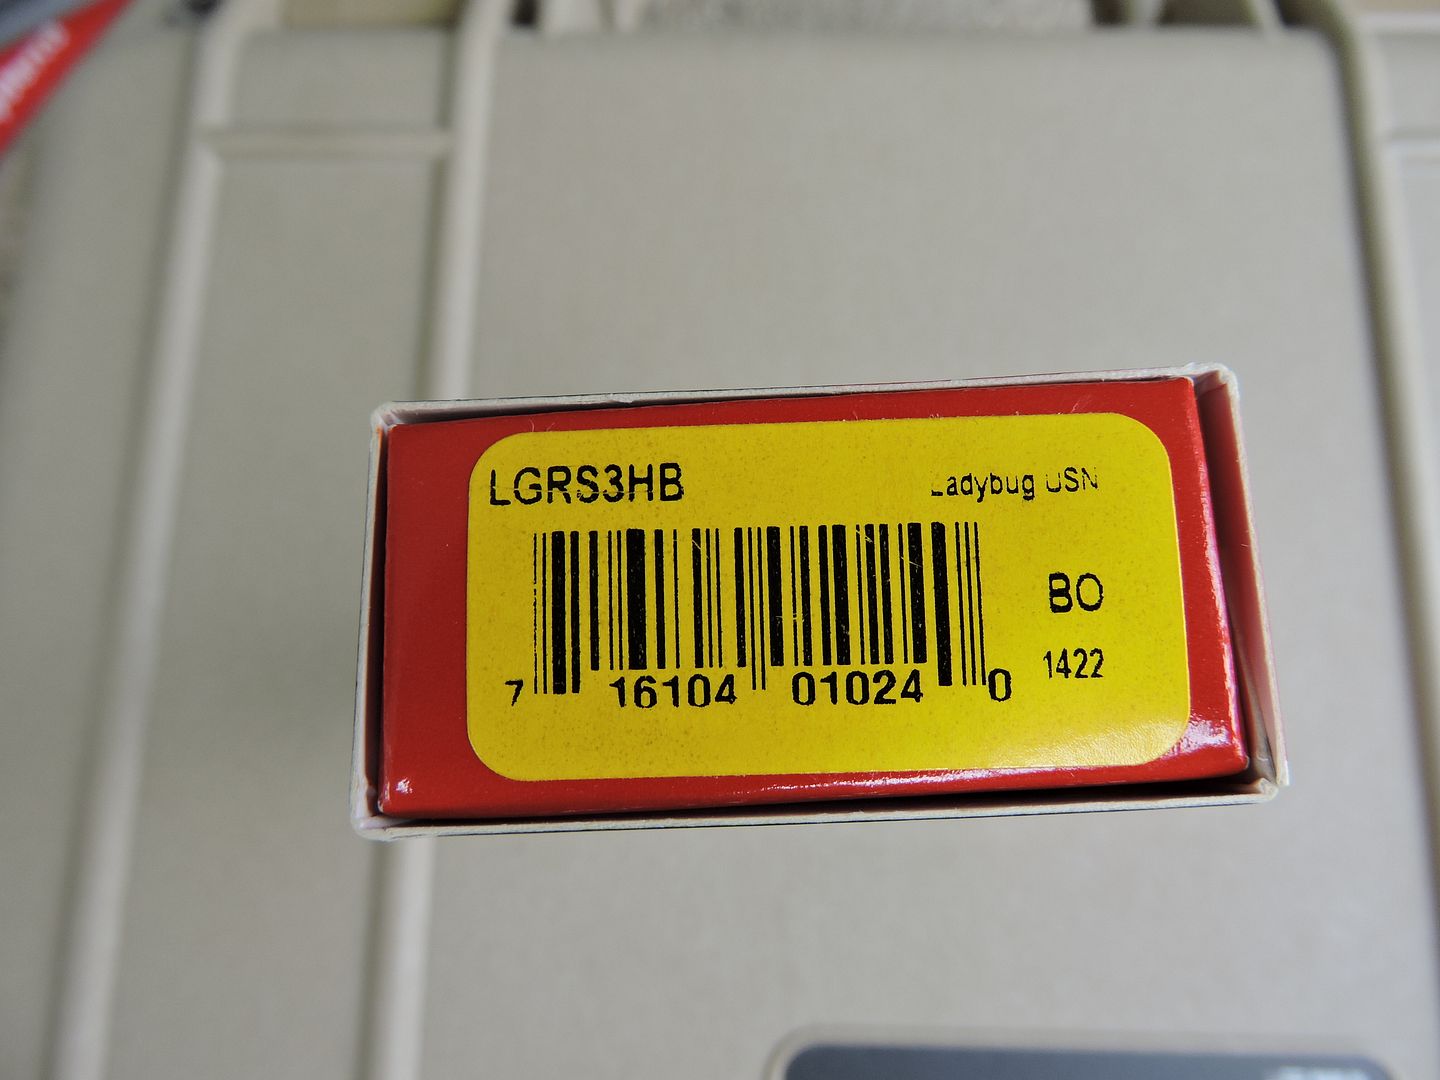 LGRS3HB
Ladybug USN
BO
1422
7 16104 01024 0